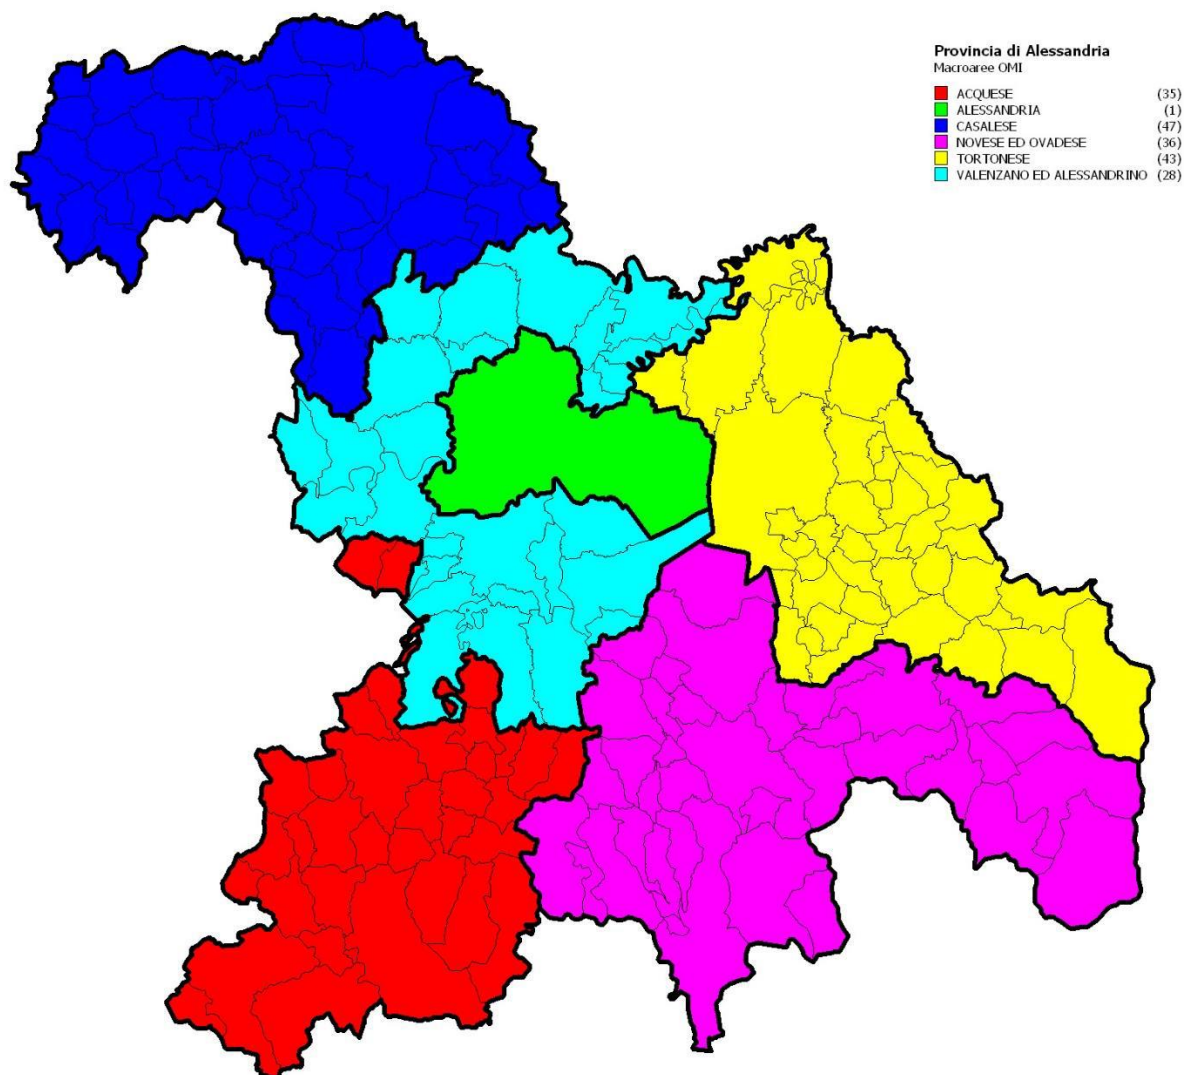 Provincia di Alessandria
Macroaree OMI
ACQUESE (35)
ALESSANDRIA (1)
CASALESE (47)
NOVESE ED OVADESE (36)
TORTONESE (43)
VALENZANO ED ALESSANDRINO (28)